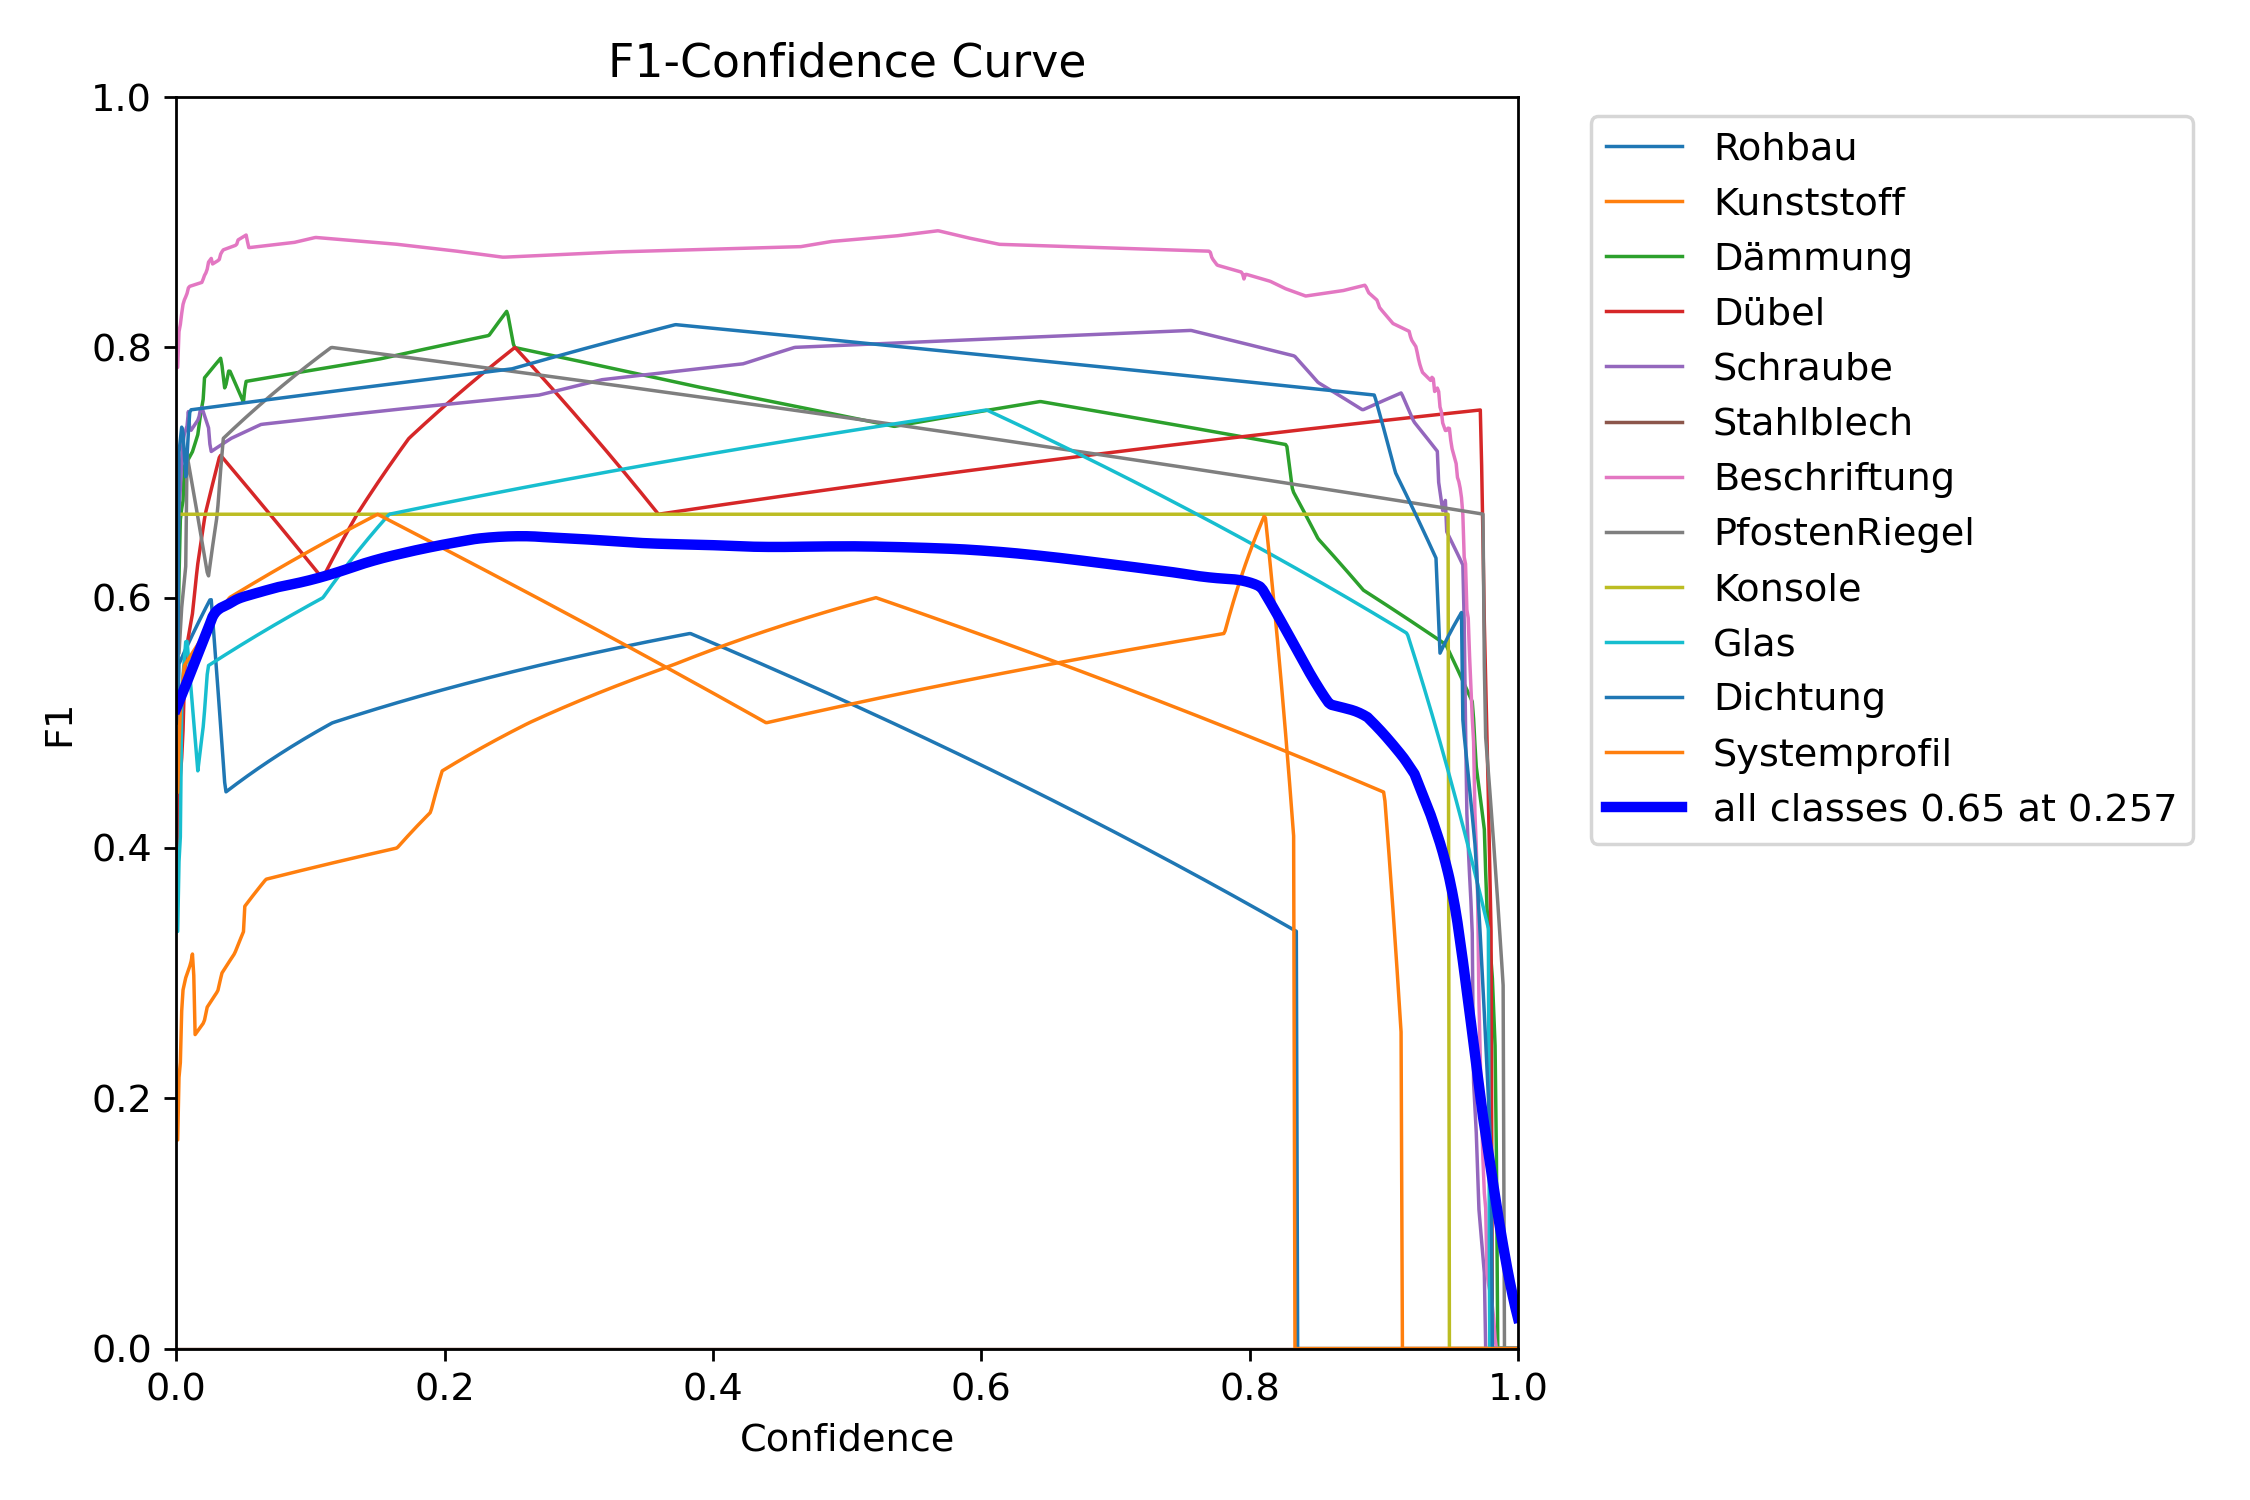 F1-Confidence Curve
1.0
0.8
0.6
0.4
0.2
0.0
F1
0.0 0.2 0.4 0.6 0.8 1.0
Confidence
Rohbau
Kunststoff
Dämmung
Dübel
Schraube
Stahlblech
Beschriftung
PfostenRiegel
Konsole
Glas
Dichtung
Systemprofil
all classes 0.65 at 0.257